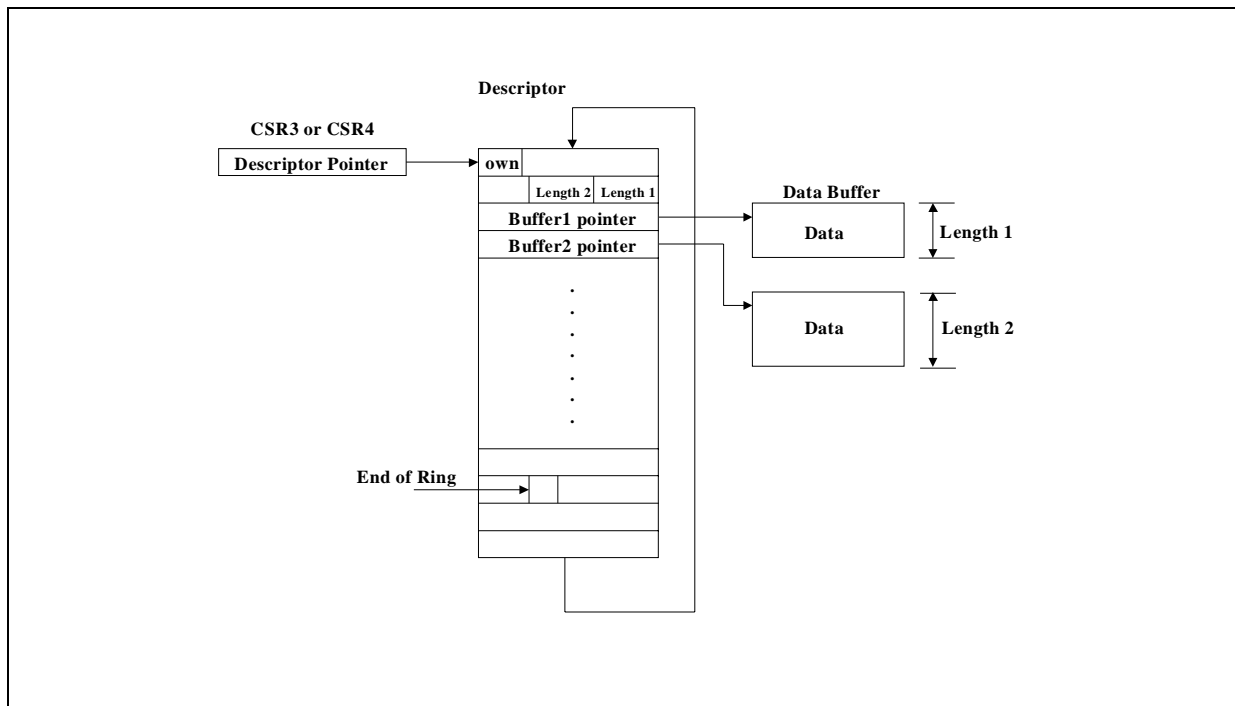 Descriptor
CSR3 or CSR4
Descriptor Pointer
own
Length 2
Length 1
Buffer1 pointer
Buffer2 pointer
Data Buffer
Data
Length 1
Data
Length 2
End of Ring